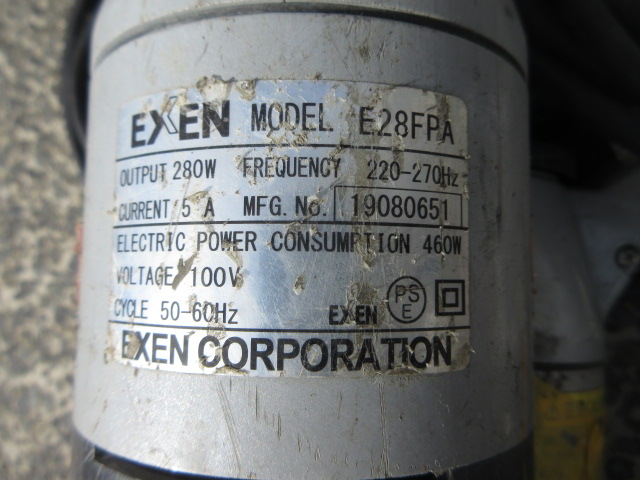 EXEN MODEL E28FPA
OUTPUT 280W FREQUENCY 220-270Hz
CURRENT 5 A MFG. No. 19080651
ELECTRIC POWER CONSUMPTION 460W
VOLTAGE 100V
CYCLE 50-60Hz EXEN PS E
EXEN CORPORATION